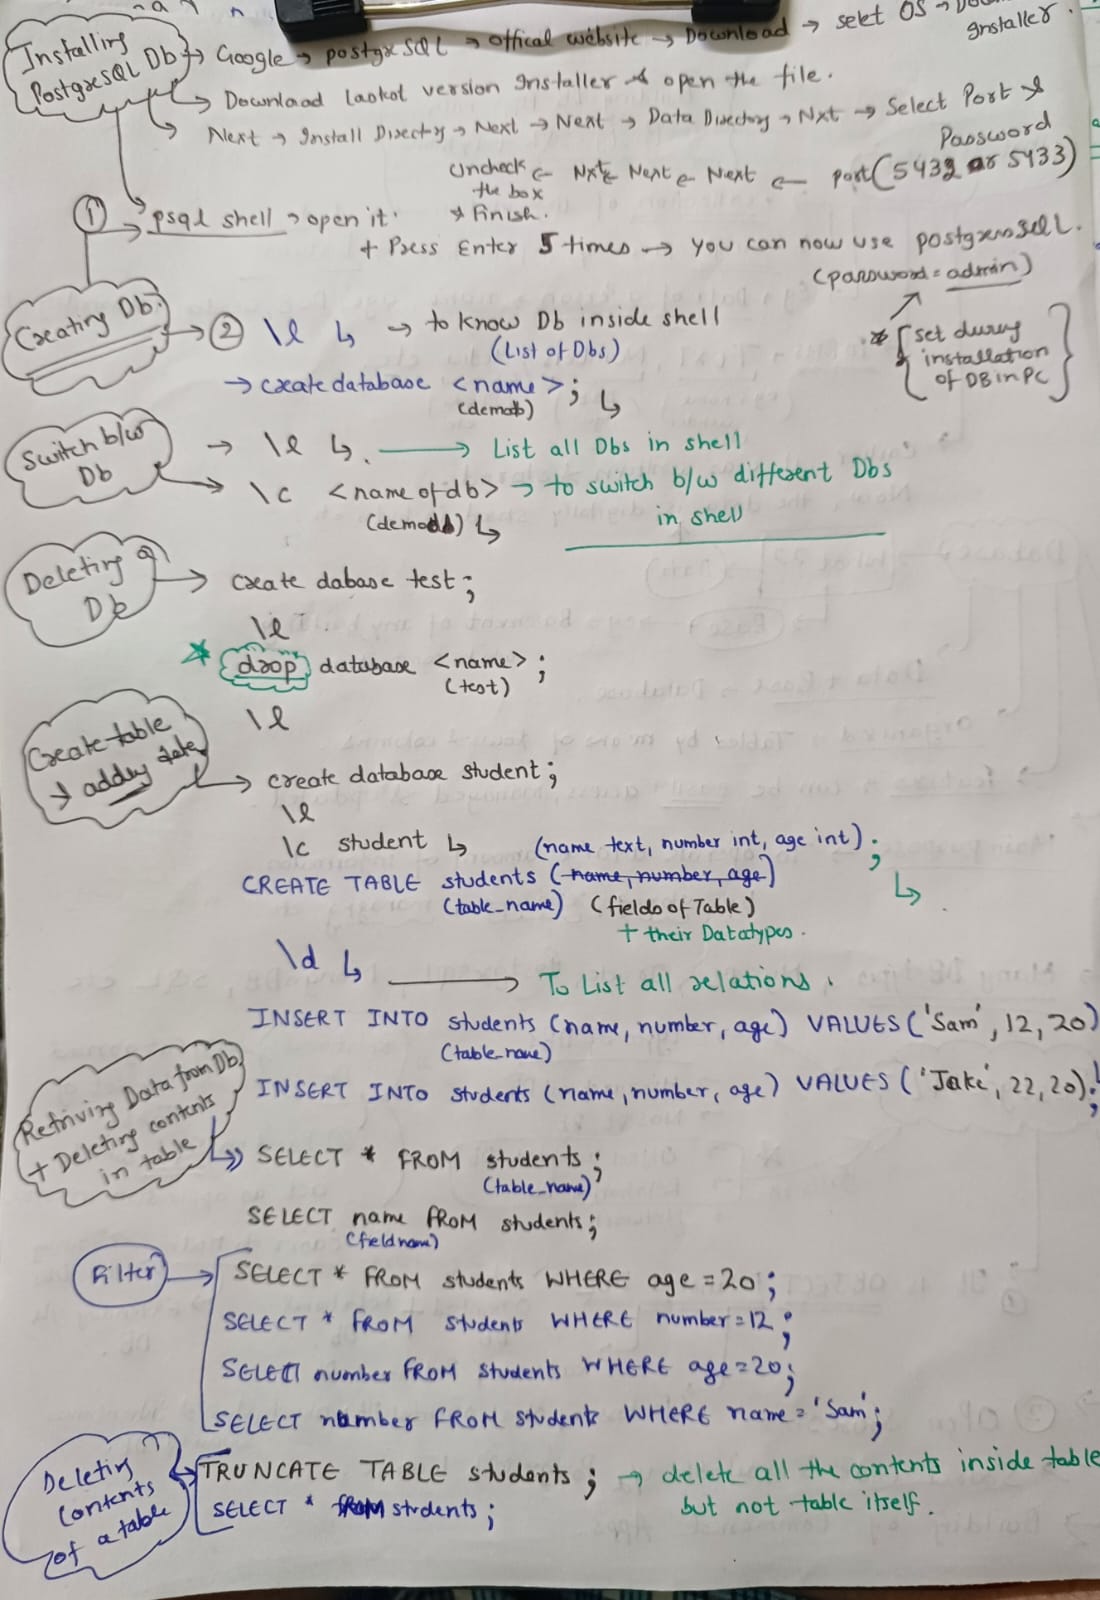 Installing PostgreSQL Db → Google → postgreSQL → offical website → Download → selet OS →
Installer.
→ Download version Installer & open the file.
→ Next → Install Directory → Next → Next → Data Directory → Nxt → Select Port &
Password
Uncheck the box ← Nxt ← Next ← Next ← port (5432 or 5433)
& Finish.
① → psql shell → open it.
+ Press Enter 5 times → you can now use postgresSQL.
(password = admin)
* [set during installation of DB in PC]
Creating Db. → ② \l ↳ → to know Db inside shell
(List of Dbs)
→ create database <name>; ↳
(demodb)
Switch b/w Db → \l ↳. → List all Dbs in shell
→ \c <name of db> → to switch b/w different Dbs
(demodb) ↳ in shell
Deleting a Db → create dabase test;
\l
* drop database <name>;
(test)
\l
Create table + adding data → create database student;
\l
\c student ↳ (name text, number int, age int);
CREATE TABLE students (name, number, age) ↳
(table_name) (fields of Table)
+ their Datatypes.
\d ↳ → To List all relations.
INSERT INTO students (name, number, age) VALUES ('Sam', 12, 20)
(table_name)
INSERT INTO students (name, number, age) VALUES ('Jake', 22, 20);
Retriving Data from Db + Deleting contents in table → SELECT * FROM students;
(table_name)
SELECT name FROM students;
(fieldname)
Filter → SELECT * FROM students WHERE age = 20;
SELECT * FROM students WHERE number = 12;
SELECT number FROM students WHERE age = 20;
SELECT number FROM students WHERE name = 'Sam';
Deleting contents of a table → TRUNCATE TABLE students; → delete all the contents inside table
SELECT * from students; but not table itself.